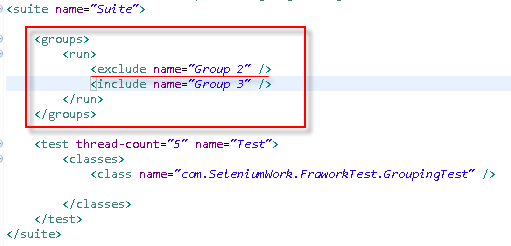 <suite name="Suite">
<groups>
<run>
<exclude name="Group 2" />
<include name="Group 3" />
</run>
</groups>
<test thread-count="5" name="Test">
<classes>
<class name="com.SeleniumWork.FraworkTest.GroupingTest" />
</classes>
</test>
</suite>